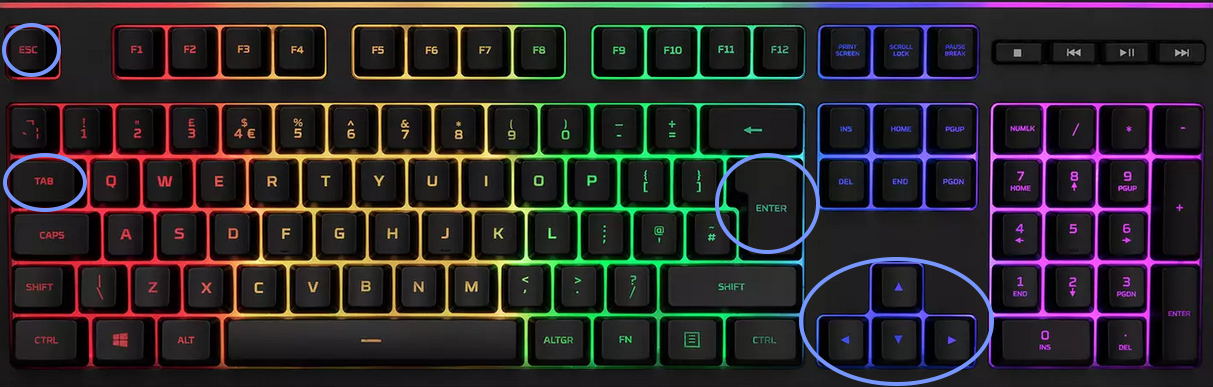 ESC F1 F2 F3 F4 F5 F6 F7 F8 F9 F10 F11 F12 PRINT SCREEN SCROLL LOCK PAUSE BREAK
¬ ` ¦ ! 1 " 2 £ 3 $ 4 € % 5 ^ 6 & 7 * 8 ( 9 ) 0 _ - + = ← INS HOME PGUP NUMLK / * -
TAB Q W E R T Y U I O P { [ } ] ENTER DEL END PGDN 7 HOME 8 9 PGUP +
CAPS A S D F G H J K L : ; @ ' ~ # 4 5 6
SHIFT | \ Z X C V B N M < , > . ? / SHIFT 1 END 2 3 PGDN ENTER
CTRL ALT ALTGR FN CTRL 0 INS . DEL